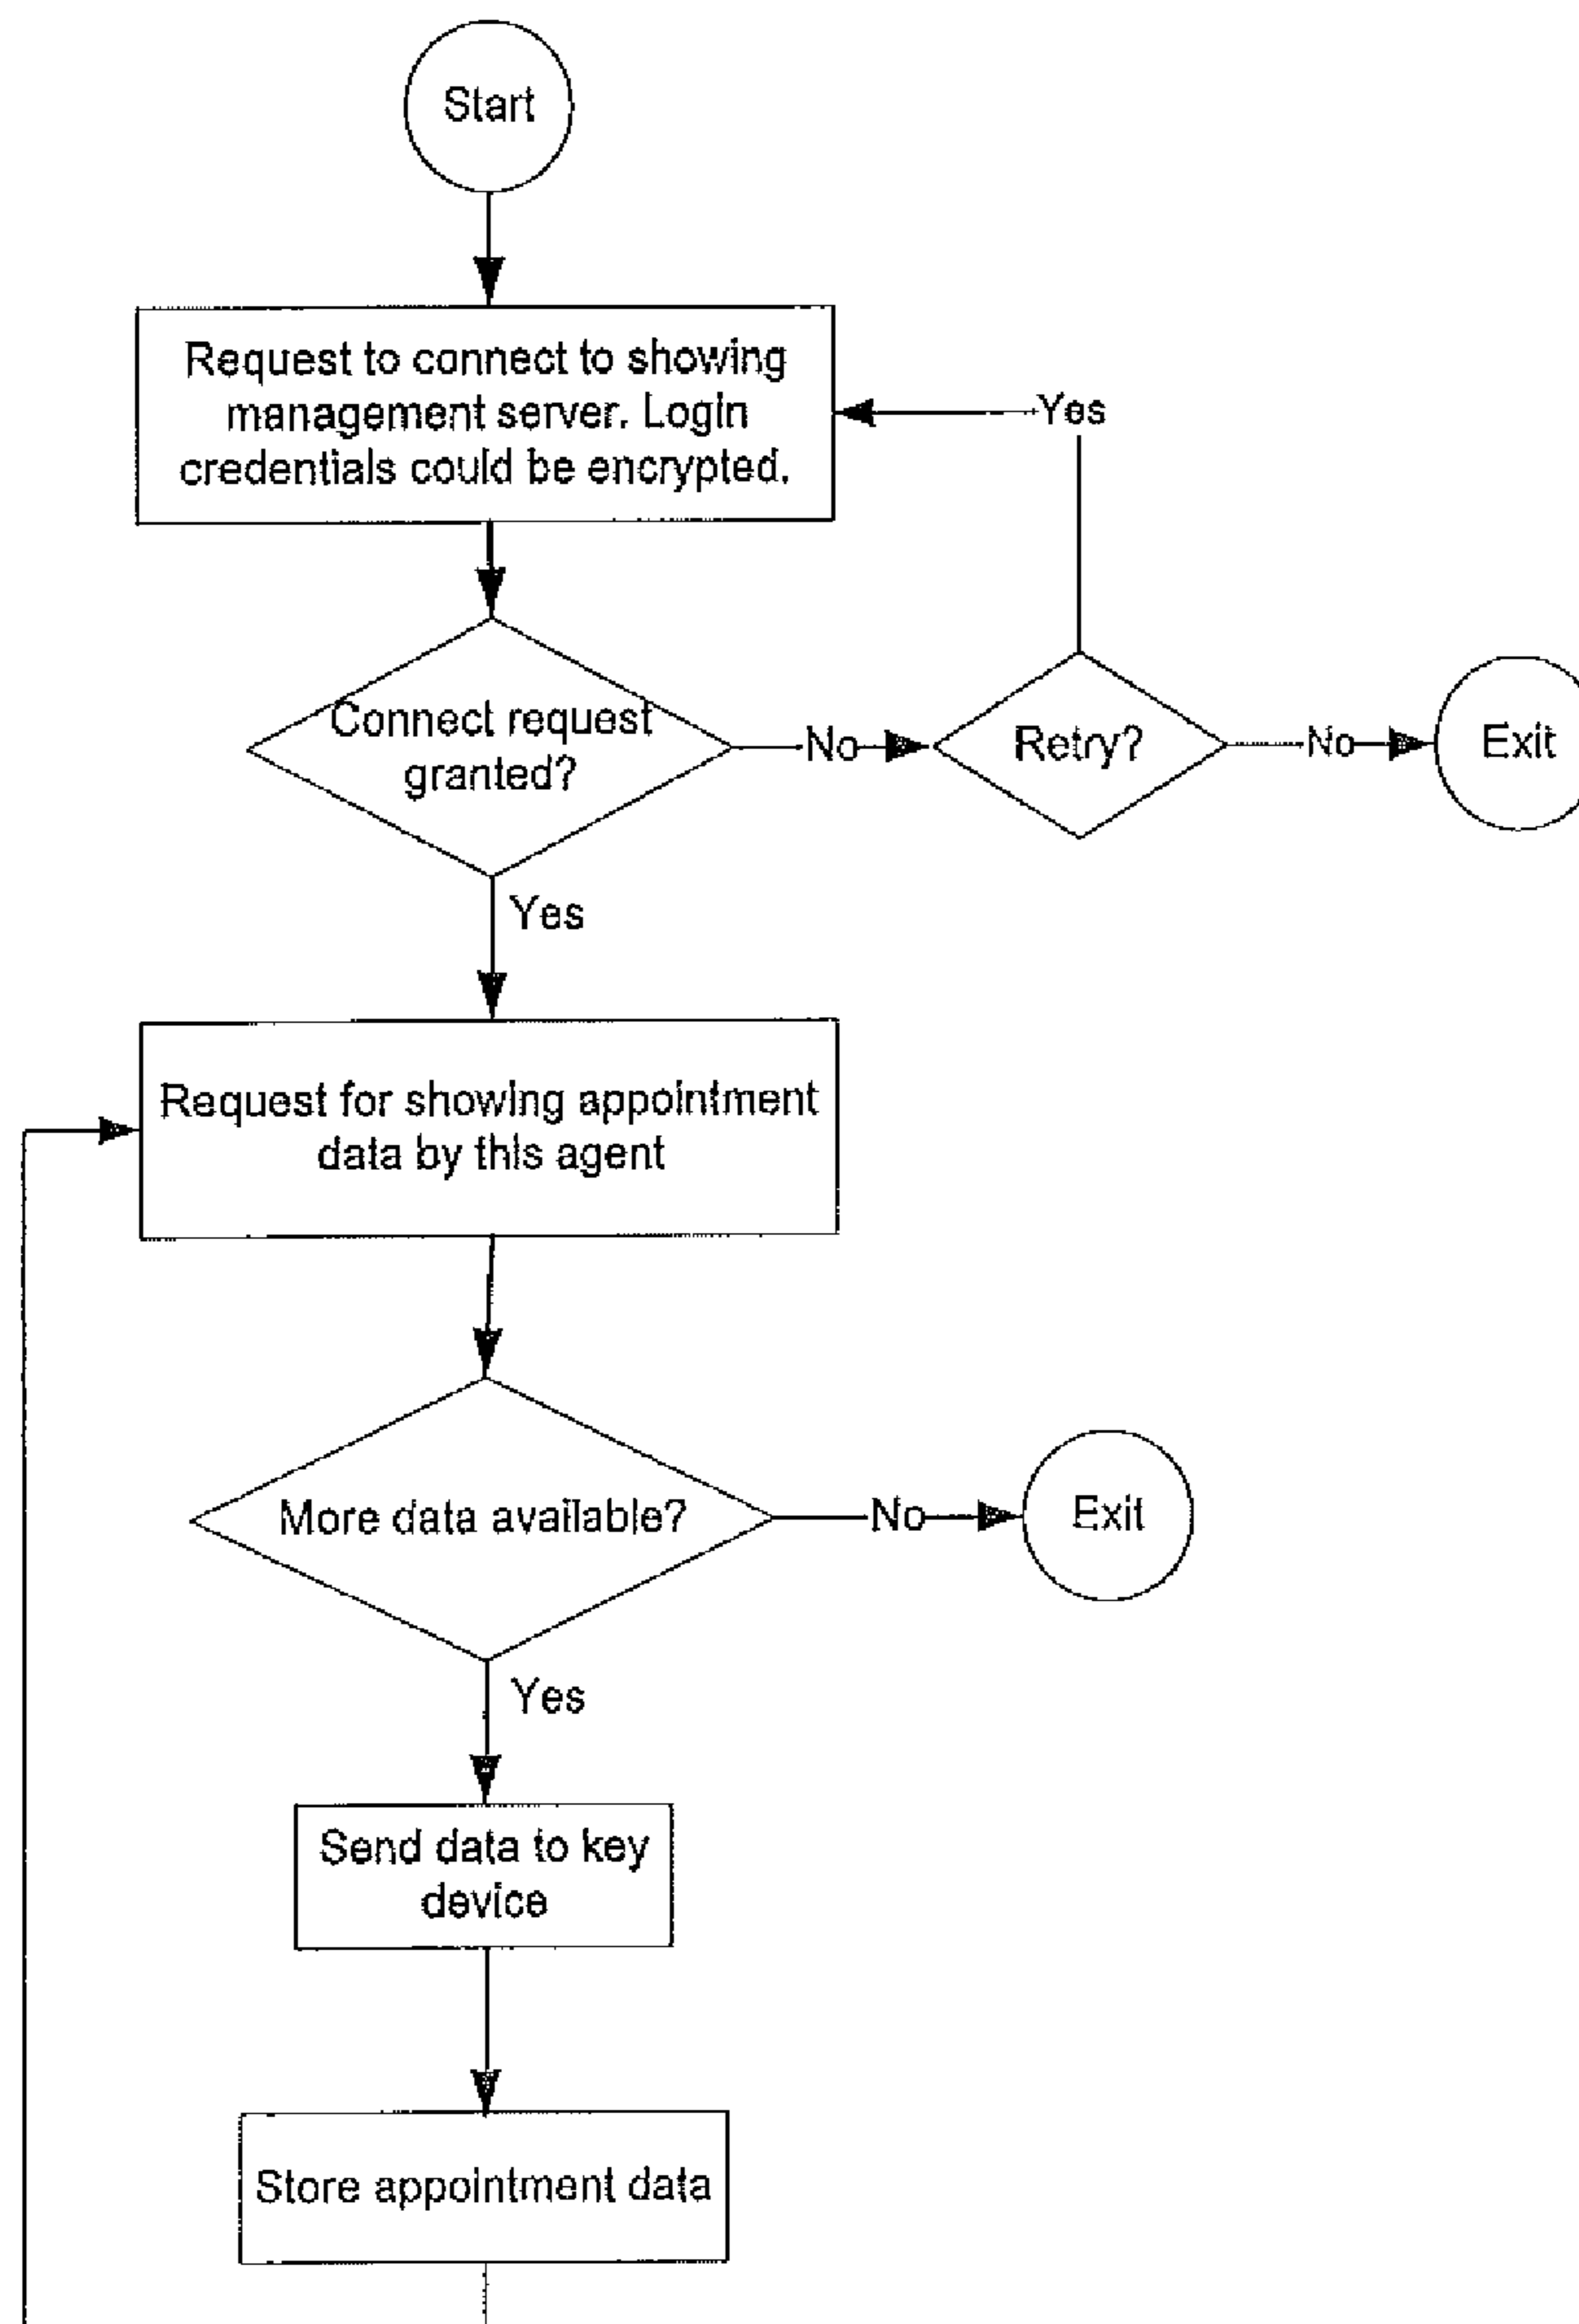 Start
Request to connect to showing
management server. Login
credentials could be encrypted.
Yes
Connect request
granted?
No
Retry?
No
Exit
Yes
Request for showing appointment
data by this agent
More data available?
No
Exit
Yes
Send data to key
device
Store appointment data